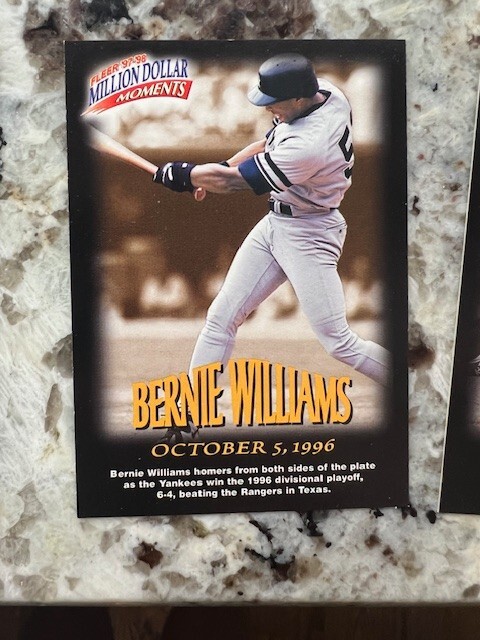 FLEER '97-98
MILLION DOLLAR
MOMENTS
5
BERNIE WILLIAMS
OCTOBER 5, 1996
Bernie Williams homers from both sides of the plate
as the Yankees win the 1996 divisional playoff,
6-4, beating the Rangers in Texas.